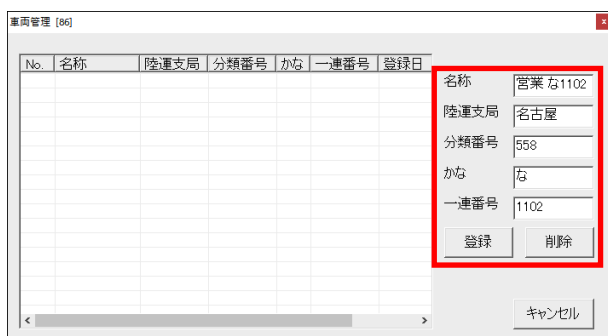 車両管理 [86]
No. 名称 陸運支局 分類番号 かな 一連番号 登録日
名称 営業 な1102
陸運支局 名古屋
分類番号 558
かな な
一連番号 1102
登録 削除
キャンセル